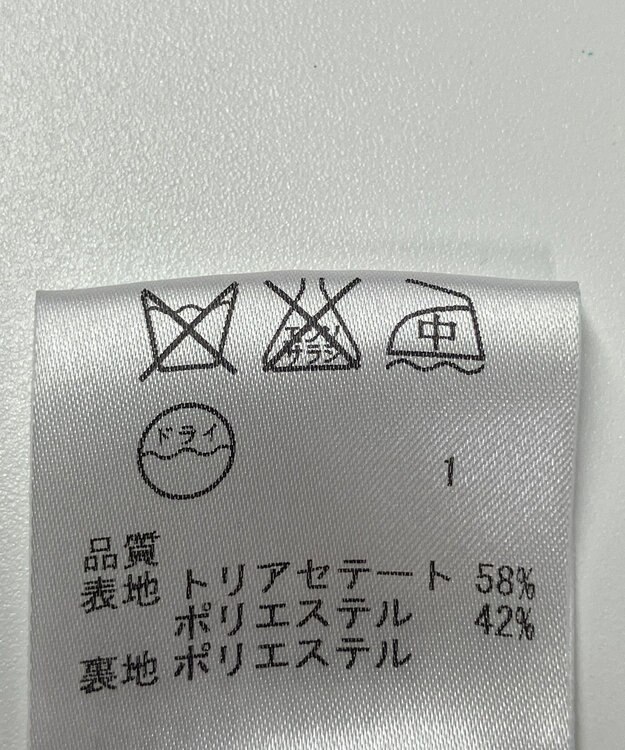 エンソ
サラシ
中
ドライ
1
品質
表地 トリアセテート 58%
ポリエステル 42%
裏地 ポリエステル